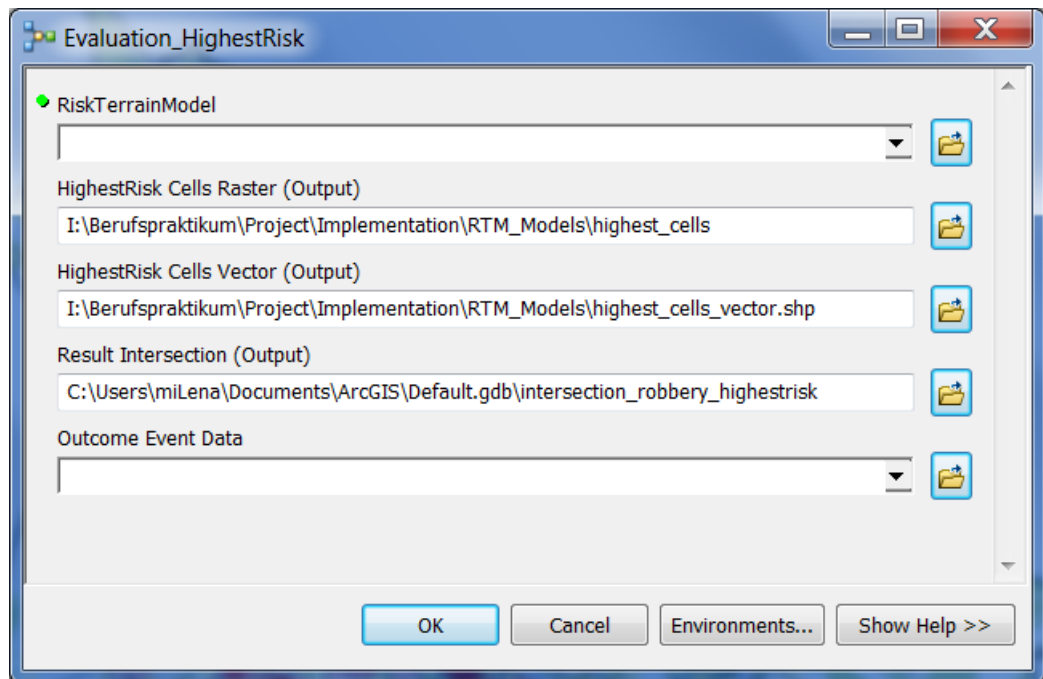 Evaluation_HighestRisk
RiskTerrainModel
HighestRisk Cells Raster (Output)
I:\Berufspraktikum\Project\Implementation\RTM_Models\highest_cells
HighestRisk Cells Vector (Output)
I:\Berufspraktikum\Project\Implementation\RTM_Models\highest_cells_vector.shp
Result Intersection (Output)
C:\Users\miLena\Documents\ArcGIS\Default.gdb\intersection_robbery_highestrisk
Outcome Event Data
OK Cancel Environments... Show Help >>